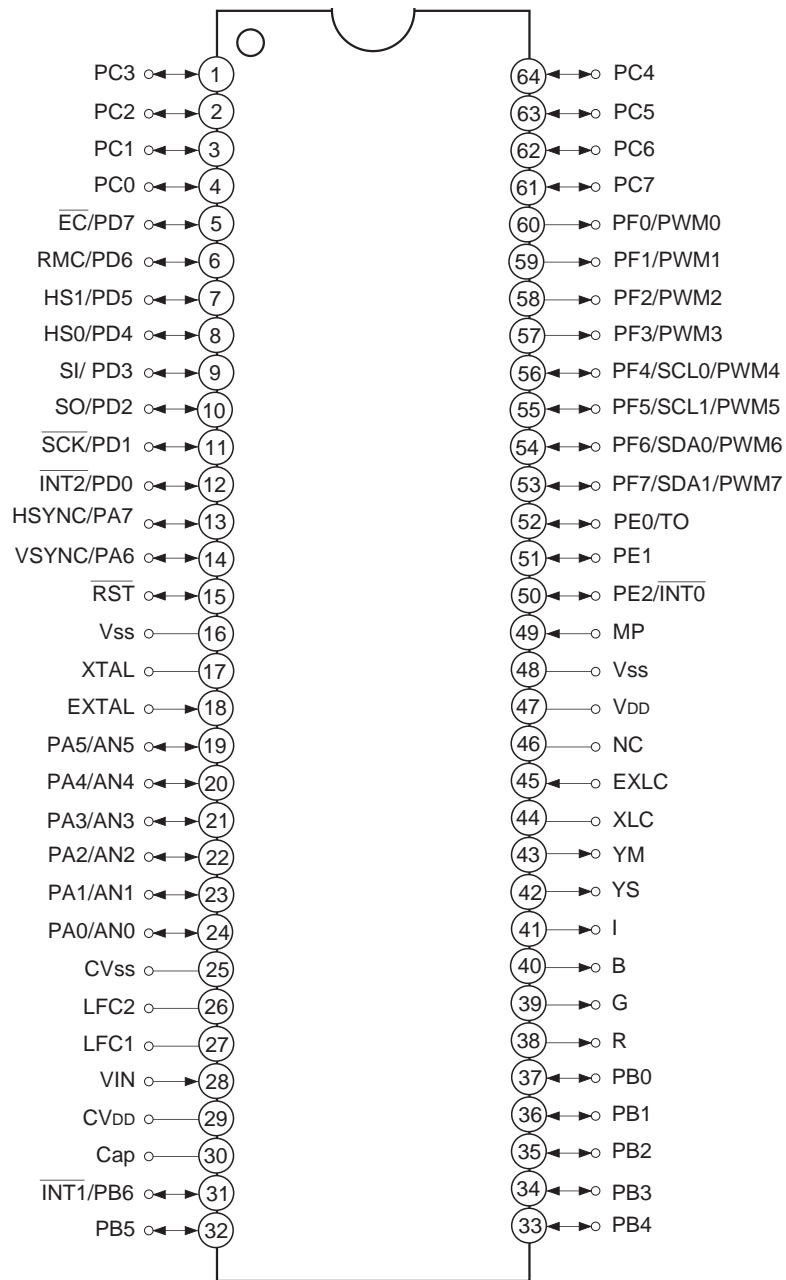 PC3 1 64 PC4
PC2 2 63 PC5
PC1 3 62 PC6
PC0 4 61 PC7
E̅C̅/PD7 5 60 PF0/PWM0
RMC/PD6 6 59 PF1/PWM1
HS1/PD5 7 58 PF2/PWM2
HS0/PD4 8 57 PF3/PWM3
SI/ PD3 9 56 PF4/SCL0/PWM4
SO/PD2 10 55 PF5/SCL1/PWM5
S̅C̅K̅/PD1 11 54 PF6/SDA0/PWM6
I̅N̅T̅2̅/PD0 12 53 PF7/SDA1/PWM7
HSYNC/PA7 13 52 PE0/TO
VSYNC/PA6 14 51 PE1
R̅S̅T̅ 15 50 PE2/I̅N̅T̅0̅
Vss 16 49 MP
XTAL 17 48 Vss
EXTAL 18 47 VDD
PA5/AN5 19 46 NC
PA4/AN4 20 45 EXLC
PA3/AN3 21 44 XLC
PA2/AN2 22 43 YM
PA1/AN1 23 42 YS
PA0/AN0 24 41 I
CVss 25 40 B
LFC2 26 39 G
LFC1 27 38 R
VIN 28 37 PB0
CVDD 29 36 PB1
Cap 30 35 PB2
I̅N̅T̅1̅/PB6 31 34 PB3
PB5 32 33 PB4